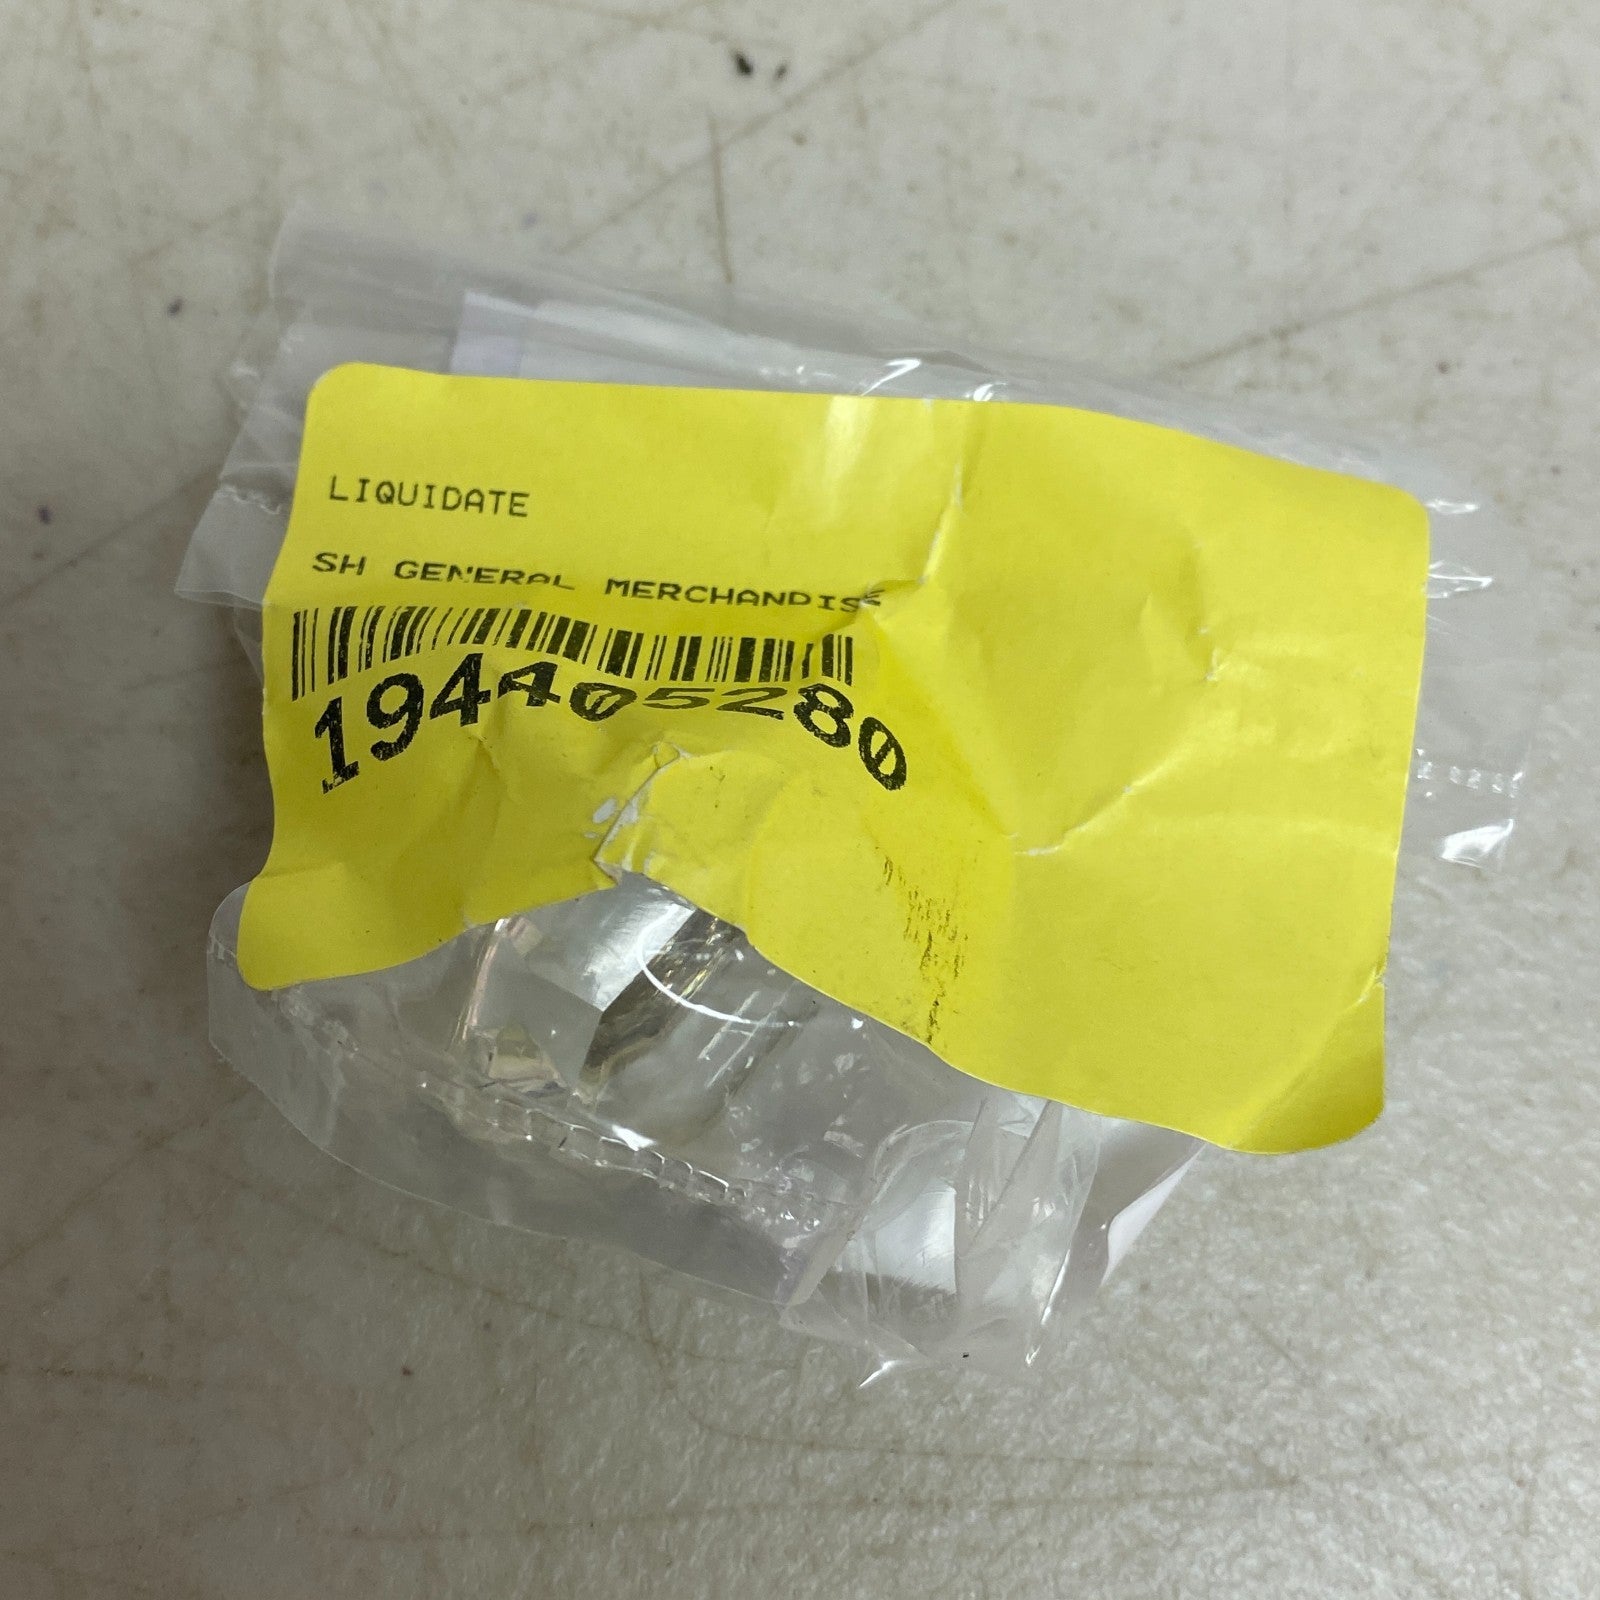 LIQUIDATE
SH GENERAL MERCHANDISE
194405280